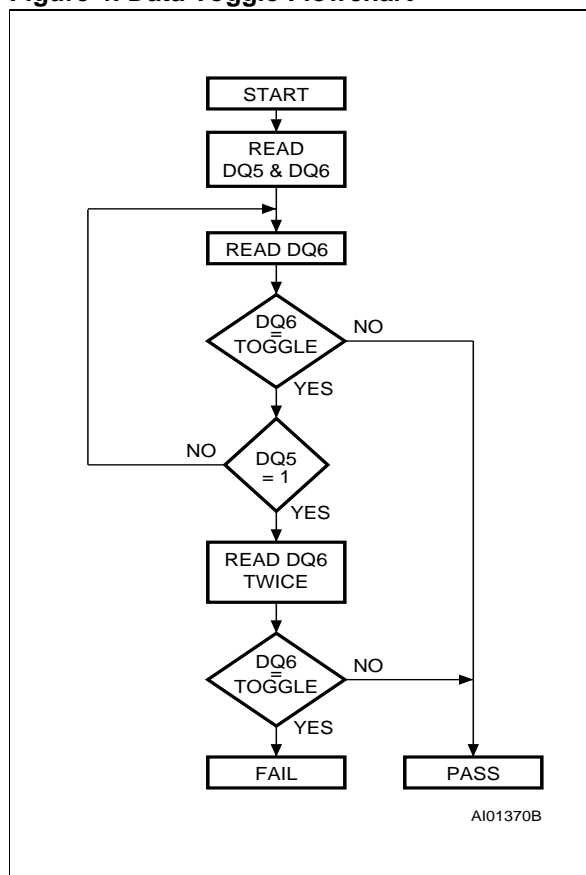 Figure 4. Data Toggle Flowchart
START
READ
DQ5 & DQ6
READ DQ6
DQ6
=
TOGGLE
NO
YES
NO
DQ5
= 1
YES
READ DQ6
TWICE
DQ6
=
TOGGLE
NO
YES
FAIL
PASS
AI01370B